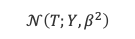 𝒩(T; Y, β²)